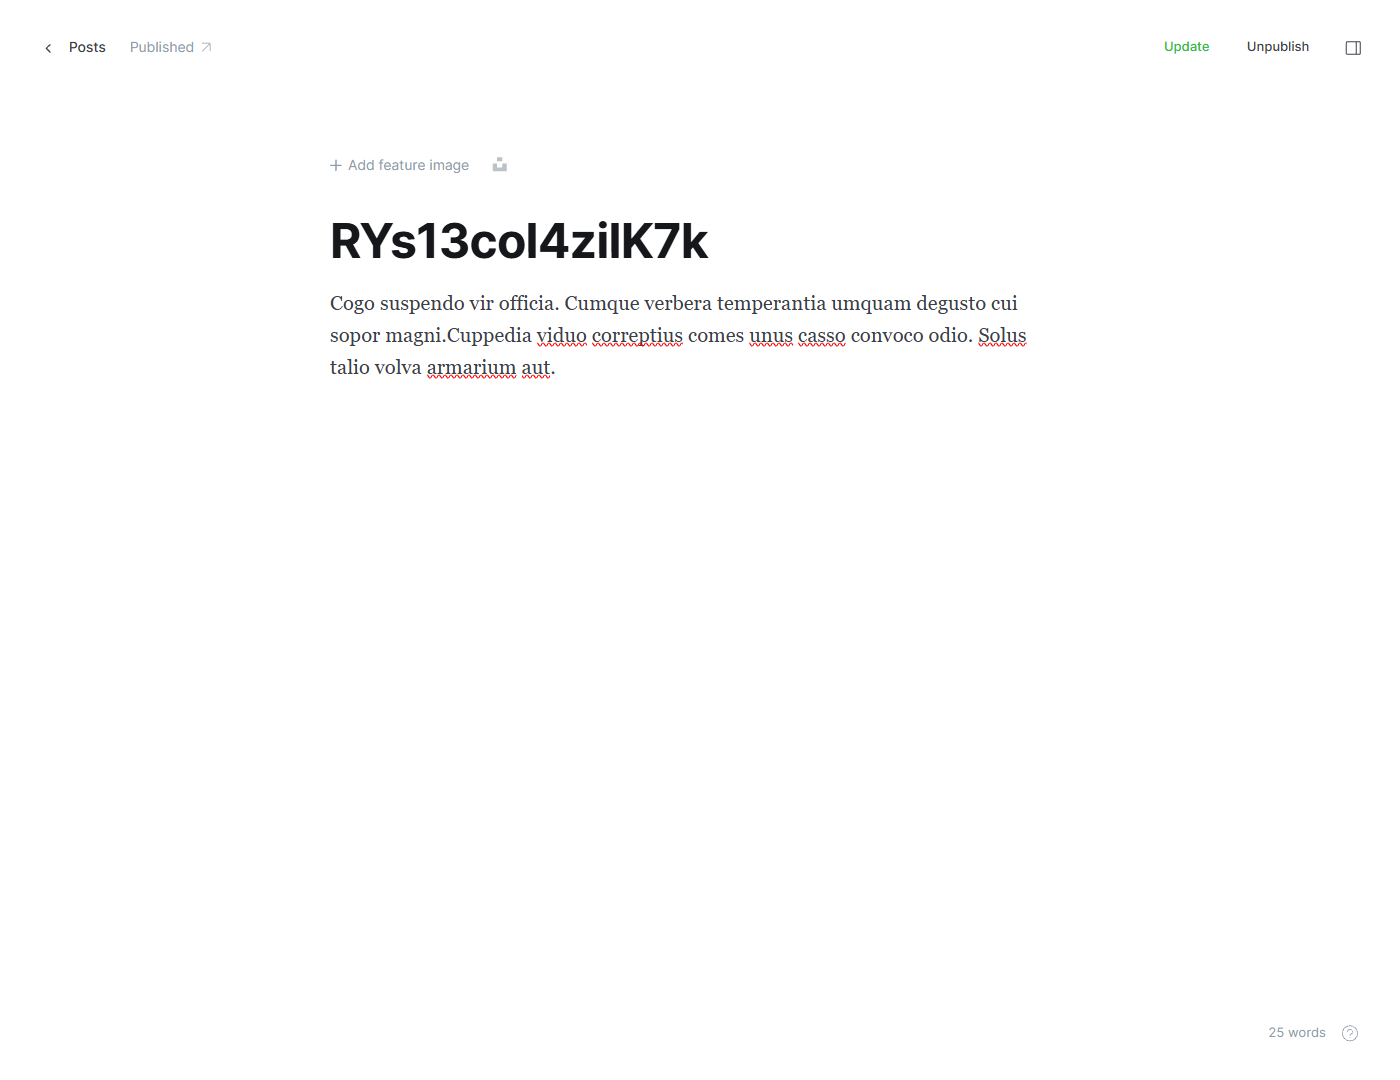 Posts
Published
Update
Unpublish
Add feature image
RYs13coI4zilK7k
Cogo suspendo vir officia. Cumque verbera temperantia umquam degusto cui
sopor magni.Cuppedia viduo correptius comes unus casso convoco odio. Solus
talio volva armarium aut.
25 words